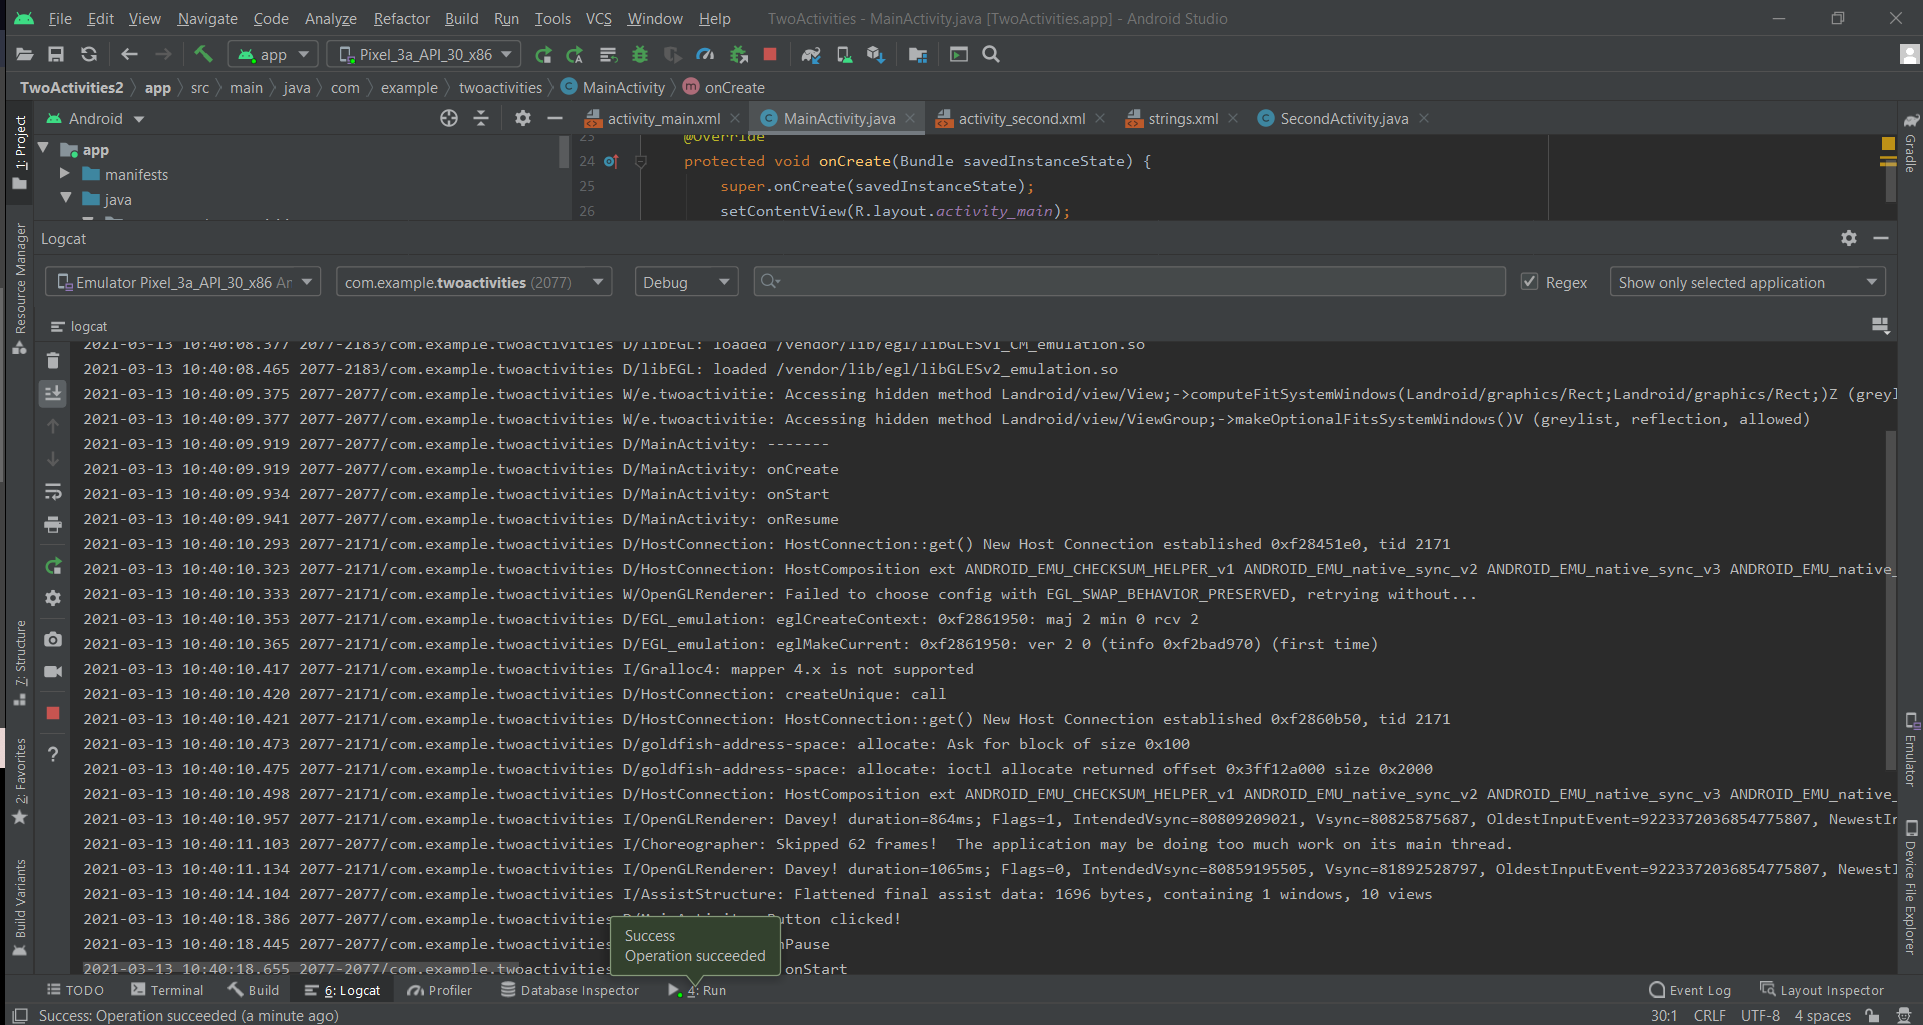 File Edit View Navigate Code Analyze Refactor Build Run Tools VCS Window Help TwoActivities - MainActivity.java [TwoActivities.app] - Android Studio
app Pixel_3a_API_30_x86
TwoActivities2 app src main java com example twoactivities MainActivity onCreate
Android activity_main.xml MainActivity.java activity_second.xml strings.xml SecondActivity.java
1: Project
Resource Manager
7: Structure
2: Favorites
Build Variants
app
manifests
java
23 @Override
24 protected void onCreate(Bundle savedInstanceState) {
25 super.onCreate(savedInstanceState);
26 setContentView(R.layout.activity_main);
Gradle
Emulator
Device File Explorer
Logcat
Emulator Pixel_3a_API_30_x86 An com.example.twoactivities (2077) Debug Regex Show only selected application
logcat
2021-03-13 10:40:08.377 2077-2183/com.example.twoactivities D/libEGL: loaded /vendor/lib/egl/libGLESv1_CM_emulation.so
2021-03-13 10:40:08.465 2077-2183/com.example.twoactivities D/libEGL: loaded /vendor/lib/egl/libGLESv2_emulation.so
2021-03-13 10:40:09.375 2077-2077/com.example.twoactivities W/e.twoactivitie: Accessing hidden method Landroid/view/View;->computeFitSystemWindows(Landroid/graphics/Rect;Landroid/graphics/Rect;)Z (greyl
2021-03-13 10:40:09.377 2077-2077/com.example.twoactivities W/e.twoactivitie: Accessing hidden method Landroid/view/ViewGroup;->makeOptionalFitsSystemWindows()V (greylist, reflection, allowed)
2021-03-13 10:40:09.919 2077-2077/com.example.twoactivities D/MainActivity: -------
2021-03-13 10:40:09.919 2077-2077/com.example.twoactivities D/MainActivity: onCreate
2021-03-13 10:40:09.934 2077-2077/com.example.twoactivities D/MainActivity: onStart
2021-03-13 10:40:09.941 2077-2077/com.example.twoactivities D/MainActivity: onResume
2021-03-13 10:40:10.293 2077-2171/com.example.twoactivities D/HostConnection: HostConnection::get() New Host Connection established 0xf28451e0, tid 2171
2021-03-13 10:40:10.323 2077-2171/com.example.twoactivities D/HostConnection: HostComposition ext ANDROID_EMU_CHECKSUM_HELPER_v1 ANDROID_EMU_native_sync_v2 ANDROID_EMU_native_sync_v3 ANDROID_EMU_native_
2021-03-13 10:40:10.333 2077-2171/com.example.twoactivities W/OpenGLRenderer: Failed to choose config with EGL_SWAP_BEHAVIOR_PRESERVED, retrying without...
2021-03-13 10:40:10.353 2077-2171/com.example.twoactivities D/EGL_emulation: eglCreateContext: 0xf2861950: maj 2 min 0 rcv 2
2021-03-13 10:40:10.365 2077-2171/com.example.twoactivities D/EGL_emulation: eglMakeCurrent: 0xf2861950: ver 2 0 (tinfo 0xf2bad970) (first time)
2021-03-13 10:40:10.417 2077-2171/com.example.twoactivities I/Gralloc4: mapper 4.x is not supported
2021-03-13 10:40:10.420 2077-2171/com.example.twoactivities D/HostConnection: createUnique: call
2021-03-13 10:40:10.421 2077-2171/com.example.twoactivities D/HostConnection: HostConnection::get() New Host Connection established 0xf2860b50, tid 2171
2021-03-13 10:40:10.473 2077-2171/com.example.twoactivities D/goldfish-address-space: allocate: Ask for block of size 0x100
2021-03-13 10:40:10.475 2077-2171/com.example.twoactivities D/goldfish-address-space: allocate: ioctl allocate returned offset 0x3ff12a000 size 0x2000
2021-03-13 10:40:10.498 2077-2171/com.example.twoactivities D/HostConnection: HostComposition ext ANDROID_EMU_CHECKSUM_HELPER_v1 ANDROID_EMU_native_sync_v2 ANDROID_EMU_native_sync_v3 ANDROID_EMU_native_
2021-03-13 10:40:10.957 2077-2171/com.example.twoactivities I/OpenGLRenderer: Davey! duration=864ms; Flags=1, IntendedVsync=80809209021, Vsync=80825875687, OldestInputEvent=9223372036854775807, NewestIn
2021-03-13 10:40:11.103 2077-2077/com.example.twoactivities I/Choreographer: Skipped 62 frames!  The application may be doing too much work on its main thread.
2021-03-13 10:40:11.134 2077-2171/com.example.twoactivities I/OpenGLRenderer: Davey! duration=1065ms; Flags=0, IntendedVsync=80859195505, Vsync=81892528797, OldestInputEvent=9223372036854775807, NewestI
2021-03-13 10:40:14.104 2077-2077/com.example.twoactivities I/AssistStructure: Flattened final assist data: 1696 bytes, containing 1 windows, 10 views
2021-03-13 10:40:18.386 2077-2077/com.example.twoactivities D/MainActivity: Button clicked!
2021-03-13 10:40:18.445 2077-2077/com.example.twoactivities nPause
2021-03-13 10:40:18.655 2077-2077/com.example.twoactivities onStart
Success
Operation succeeded
TODO Terminal Build 6: Logcat Profiler Database Inspector 4: Run Event Log Layout Inspector
Success: Operation succeeded (a minute ago) 30:1 CRLF UTF-8 4 spaces